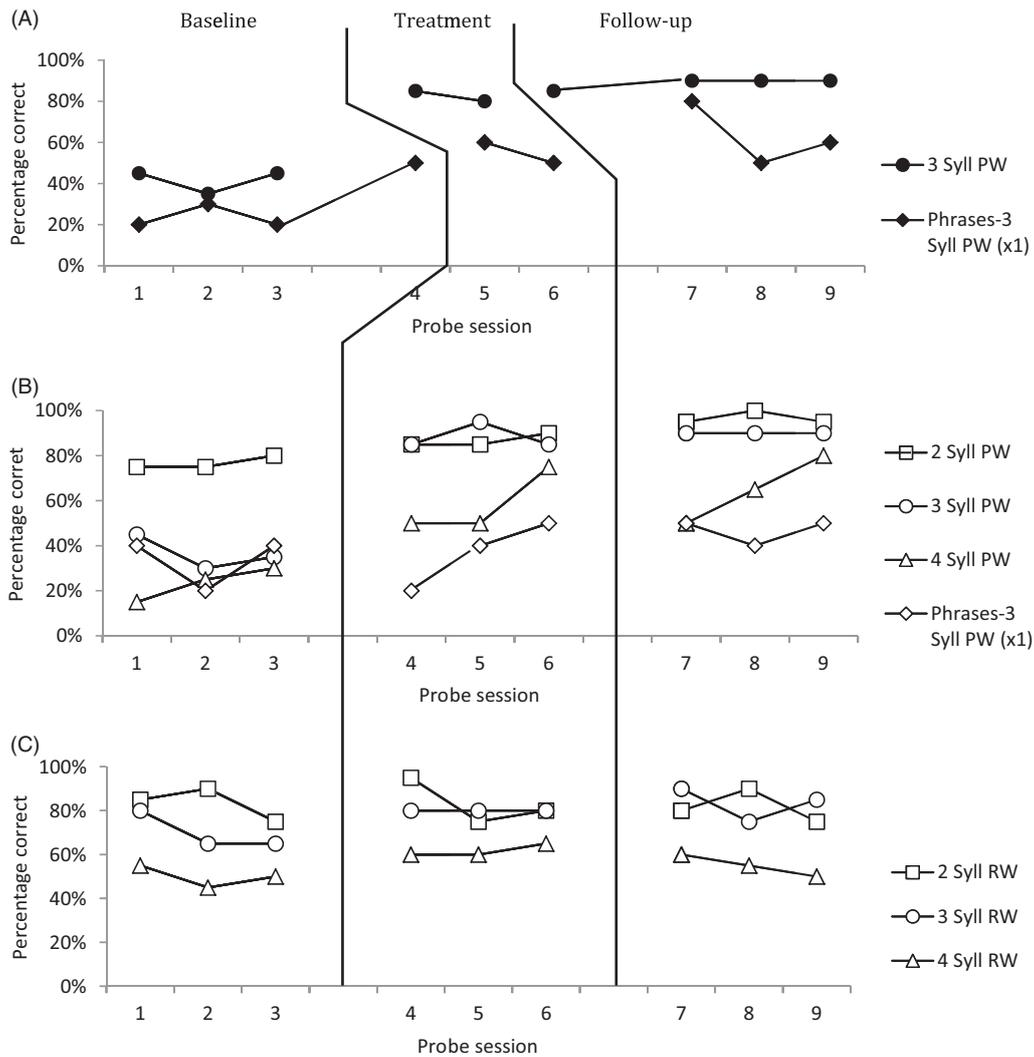 (A)
Baseline Treatment Follow-up
100%
80%
60%
40%
20%
0%
Percentage correct
1 2 3 4 5 6 7 8 9
Probe session
3 Syll PW
Phrases-3
Syll PW (x1)
(B)
100%
80%
60%
40%
20%
0%
Percentage corret
1 2 3 4 5 6 7 8 9
Probe session
2 Syll PW
3 Syll PW
4 Syll PW
Phrases-3
Syll PW (x1)
(C)
100%
80%
60%
40%
20%
0%
Percentage correct
1 2 3 4 5 6 7 8 9
Probe session
2 Syll RW
3 Syll RW
4 Syll RW